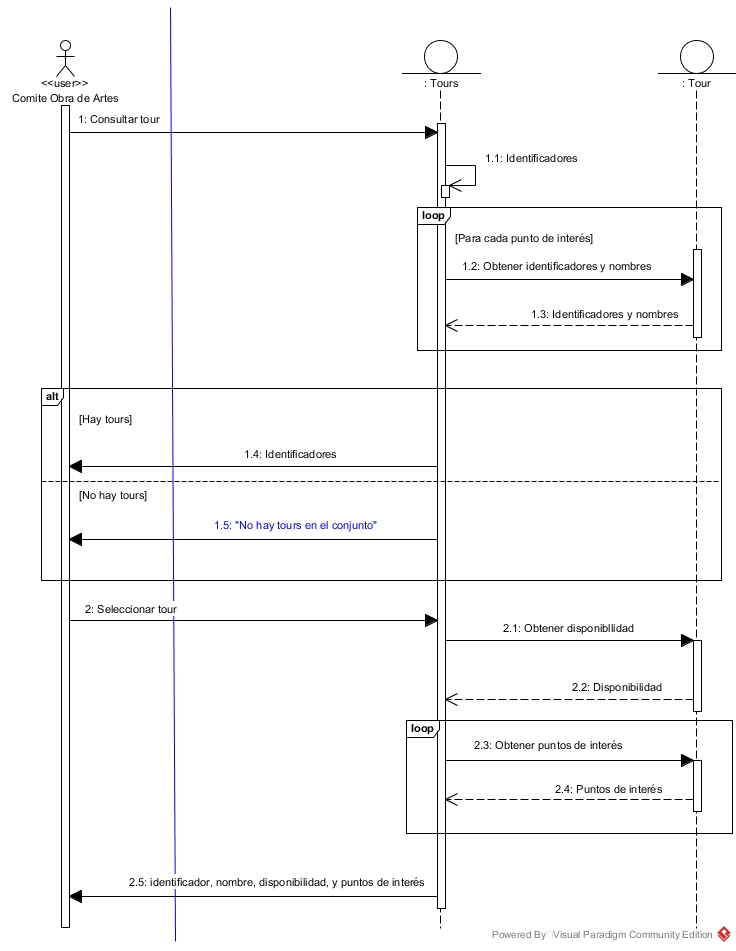 <<user>>
Comite Obra de Artes
: Tours
: Tour
1: Consultar tour
1.1: Identificadores
loop
[Para cada punto de interés]
1.2: Obtener identificadores y nombres
1.3: Identificadores y nombres
alt
[Hay tours]
1.4: Identificadores
[No hay tours]
1.5: "No hay tours en el conjunto"
2: Seleccionar tour
2.1: Obtener disponibllidad
2.2: Disponibilidad
loop
2.3: Obtener puntos de interés
2.4: Puntos de interés
2.5: identificador, nombre, disponibilidad, y puntos de interés
Powered By Visual Paradigm Community Edition